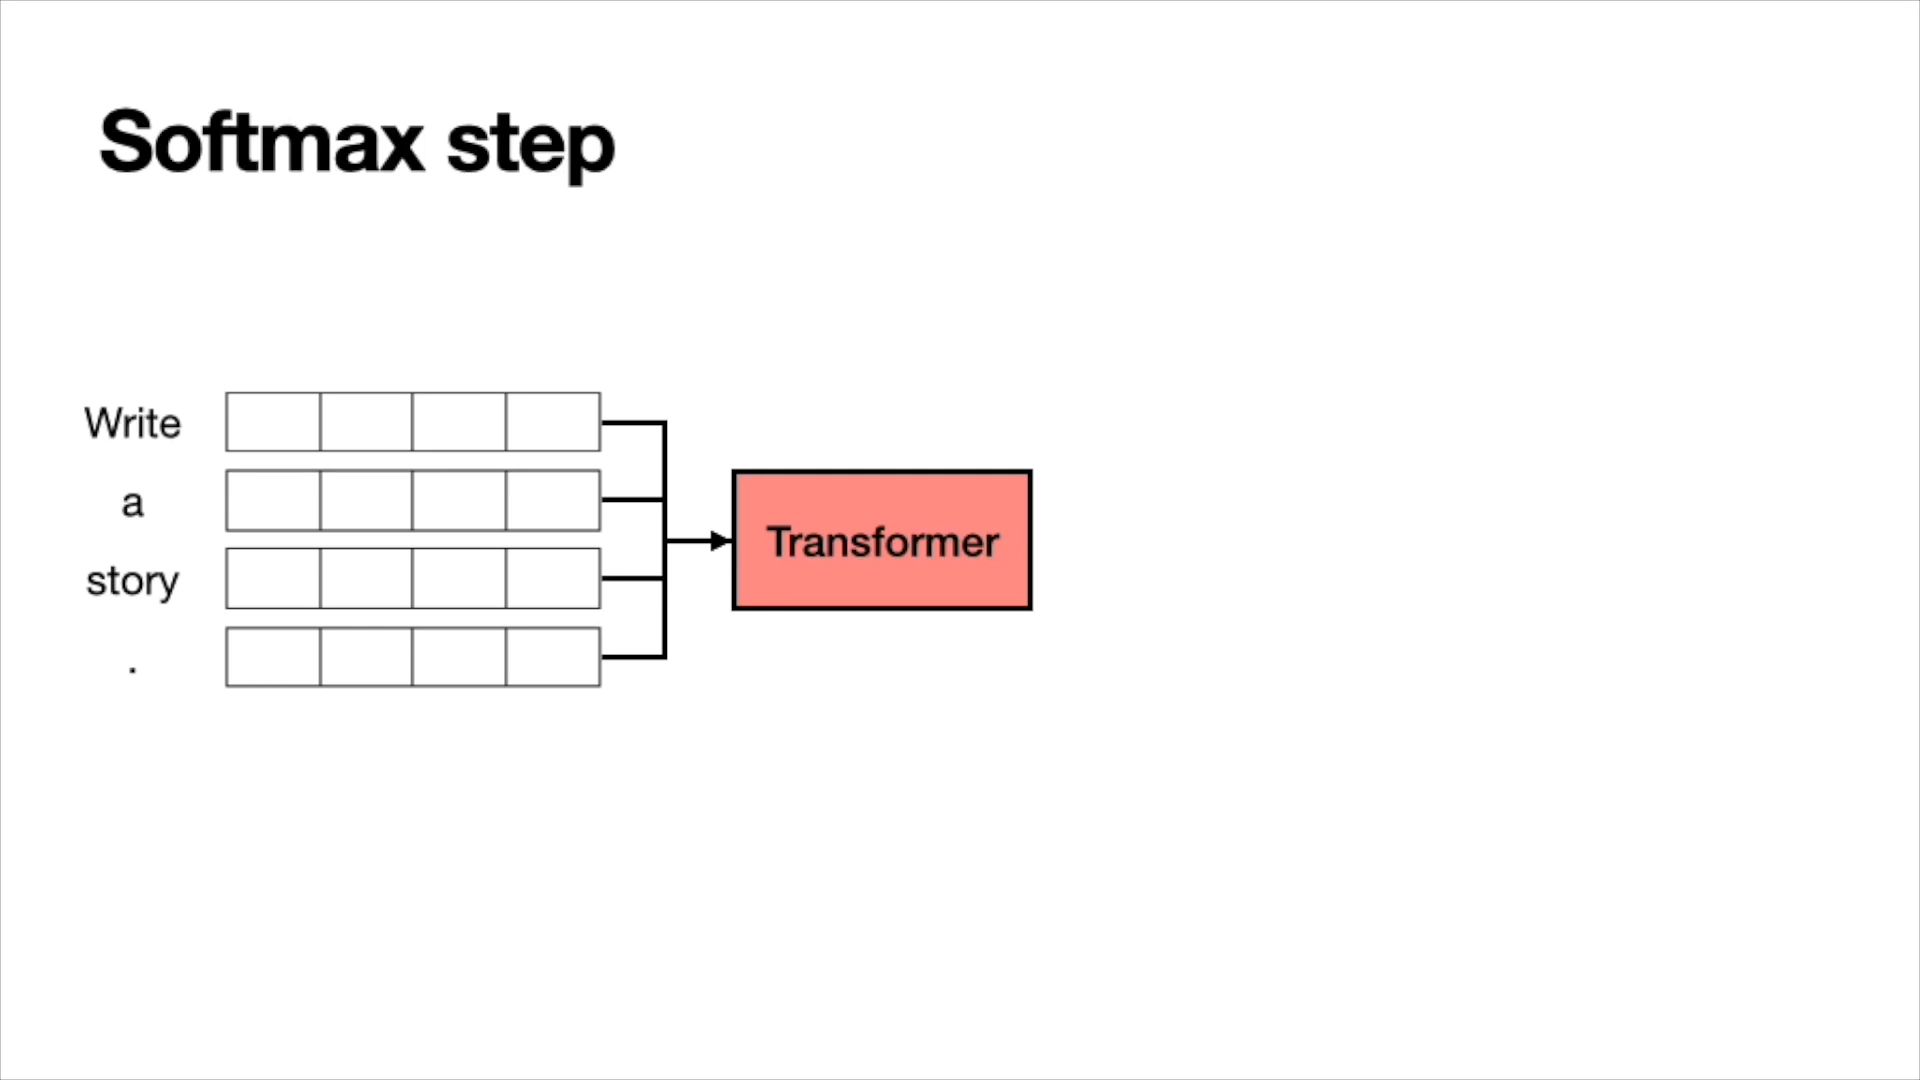 Softmax step
Write
a
story
.
Transformer